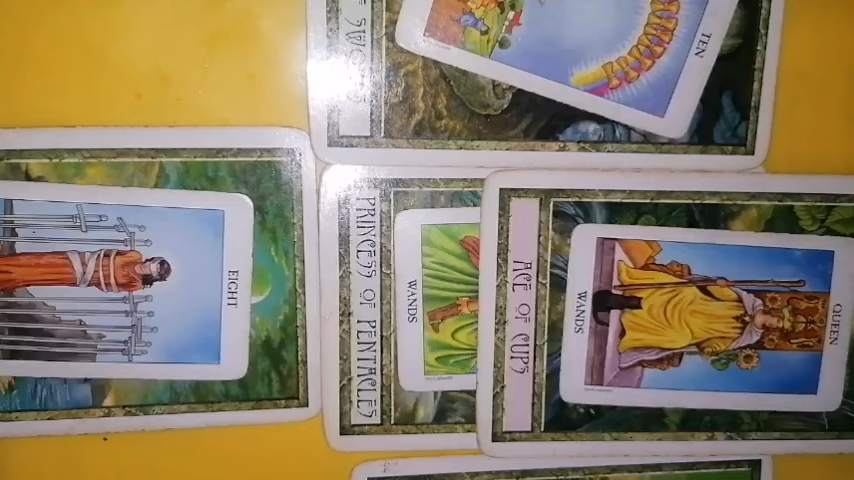 TEN
EIGHT
PRINCESS OF PENTACLES
WANDS
ACE OF CUPS
WANDS
QUEEN